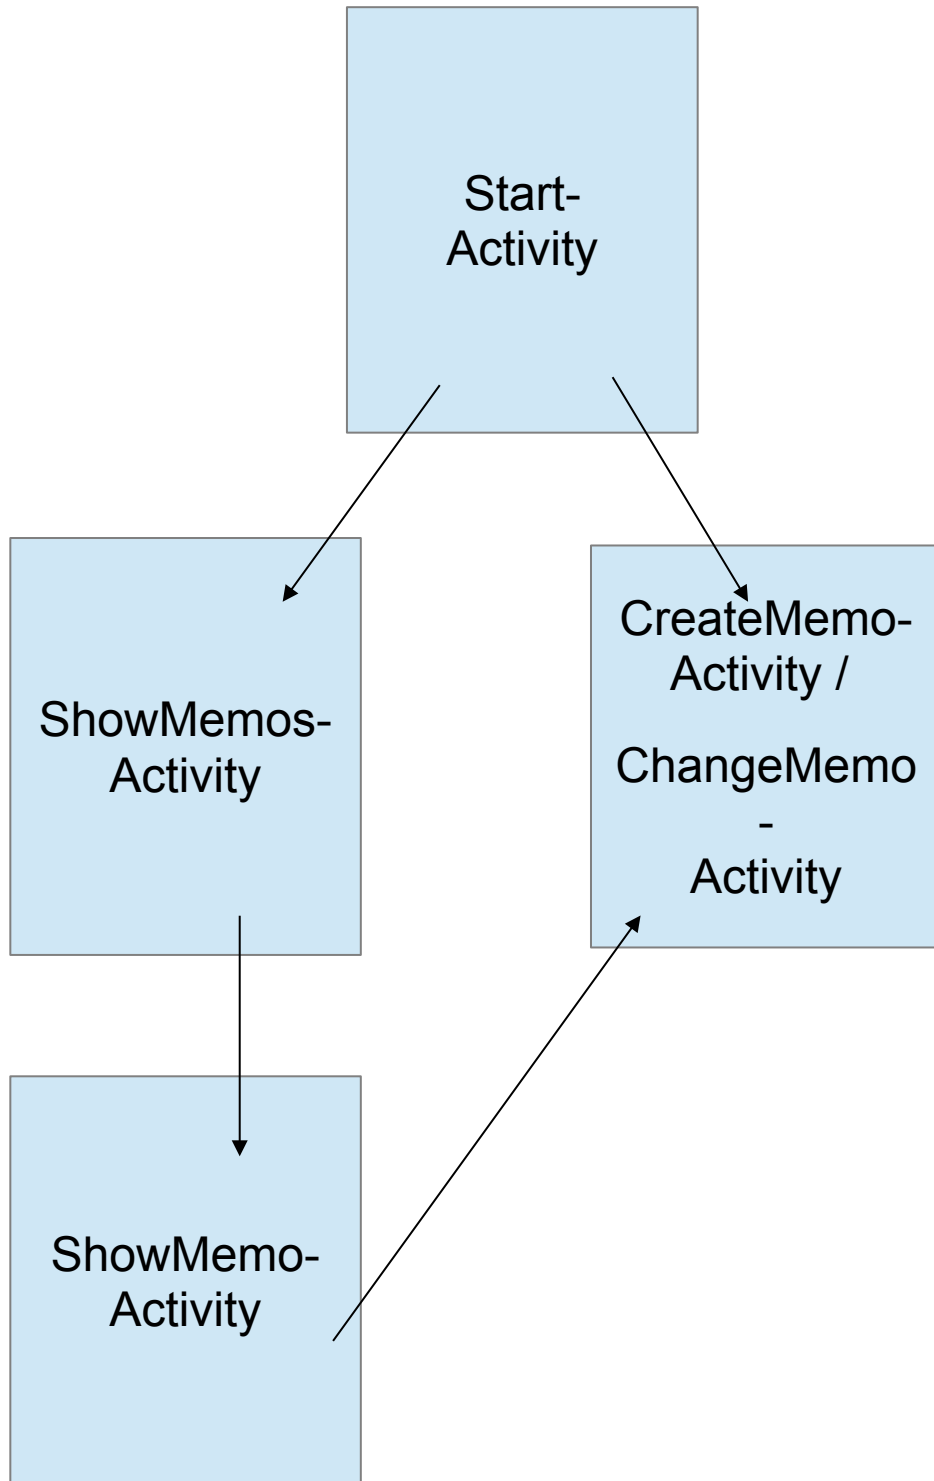 Start-
Activity
ShowMemos-
Activity
CreateMemo-
Activity /
ChangeMemo
-
Activity
ShowMemo-
Activity